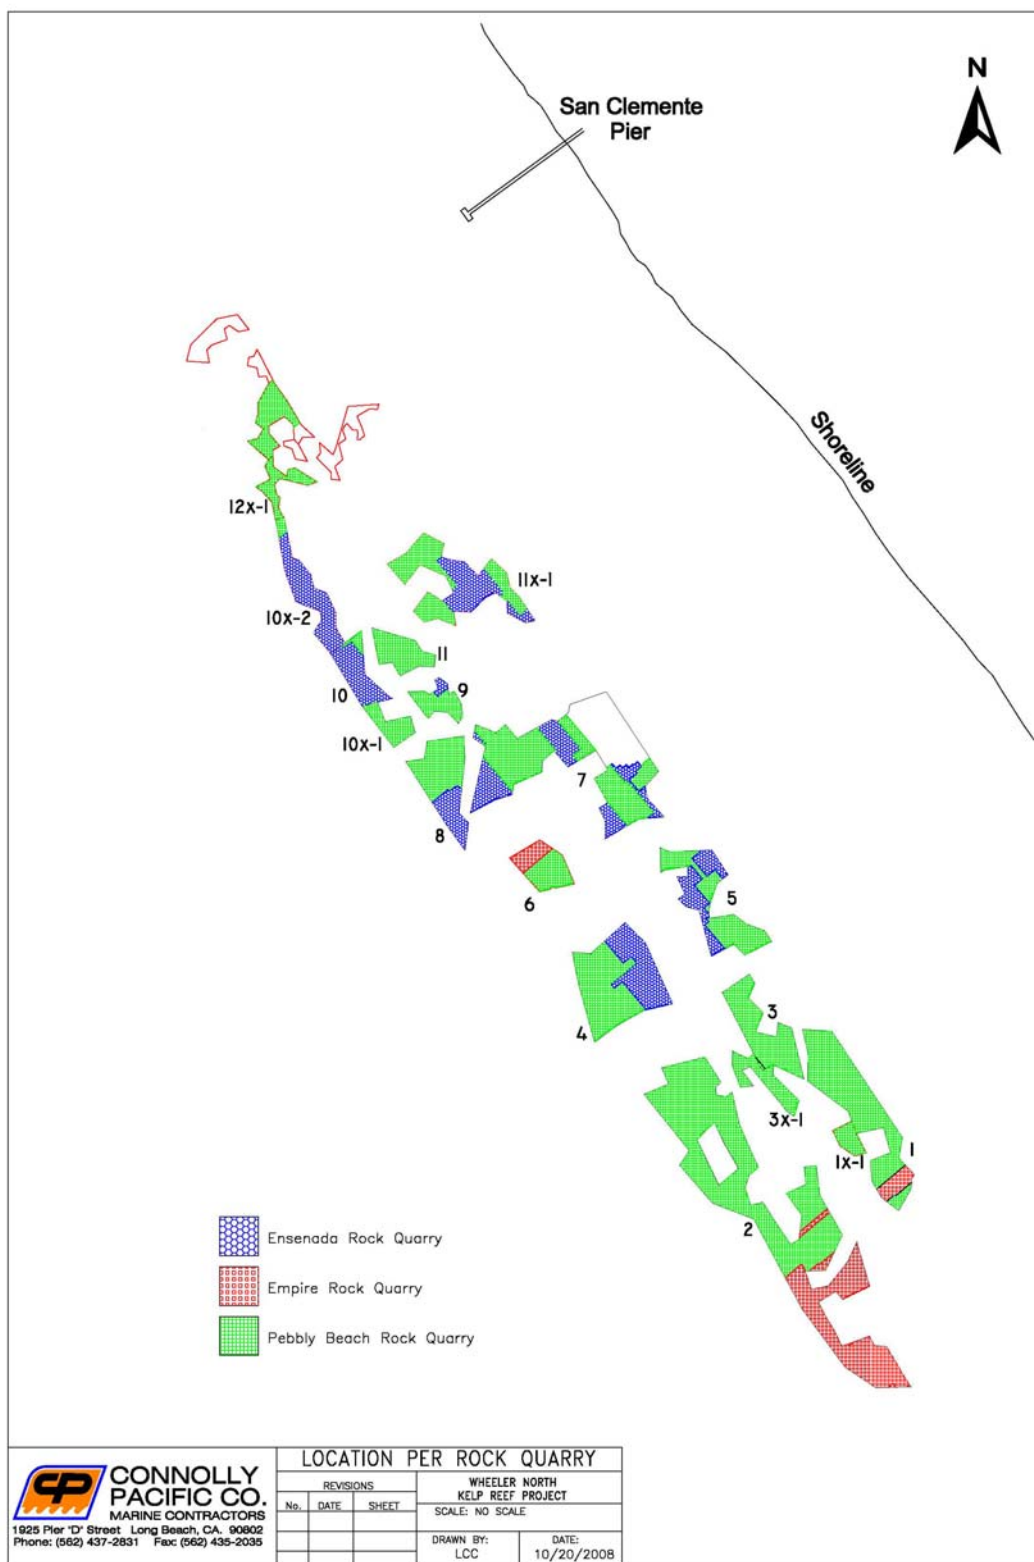 N
San Clemente
Pier
Shoreline
12x-1
11x-1
10x-2
11
10
9
10x-1
7
8
6
5
4
3
3x-1
1x-1
1
2
Ensenada Rock Quarry
Empire Rock Quarry
Pebbly Beach Rock Quarry
CP
CONNOLLY
PACIFIC CO.
MARINE CONTRACTORS
1925 Pier "D" Street Long Beach, CA. 90802
Phone: (562) 437-2831 Fax: (562) 435-2035
LOCATION PER ROCK QUARRY
REVISIONS
No. DATE SHEET
WHEELER NORTH
KELP REEF PROJECT
SCALE: NO SCALE
DRAWN BY:
LCC
DATE:
10/20/2008